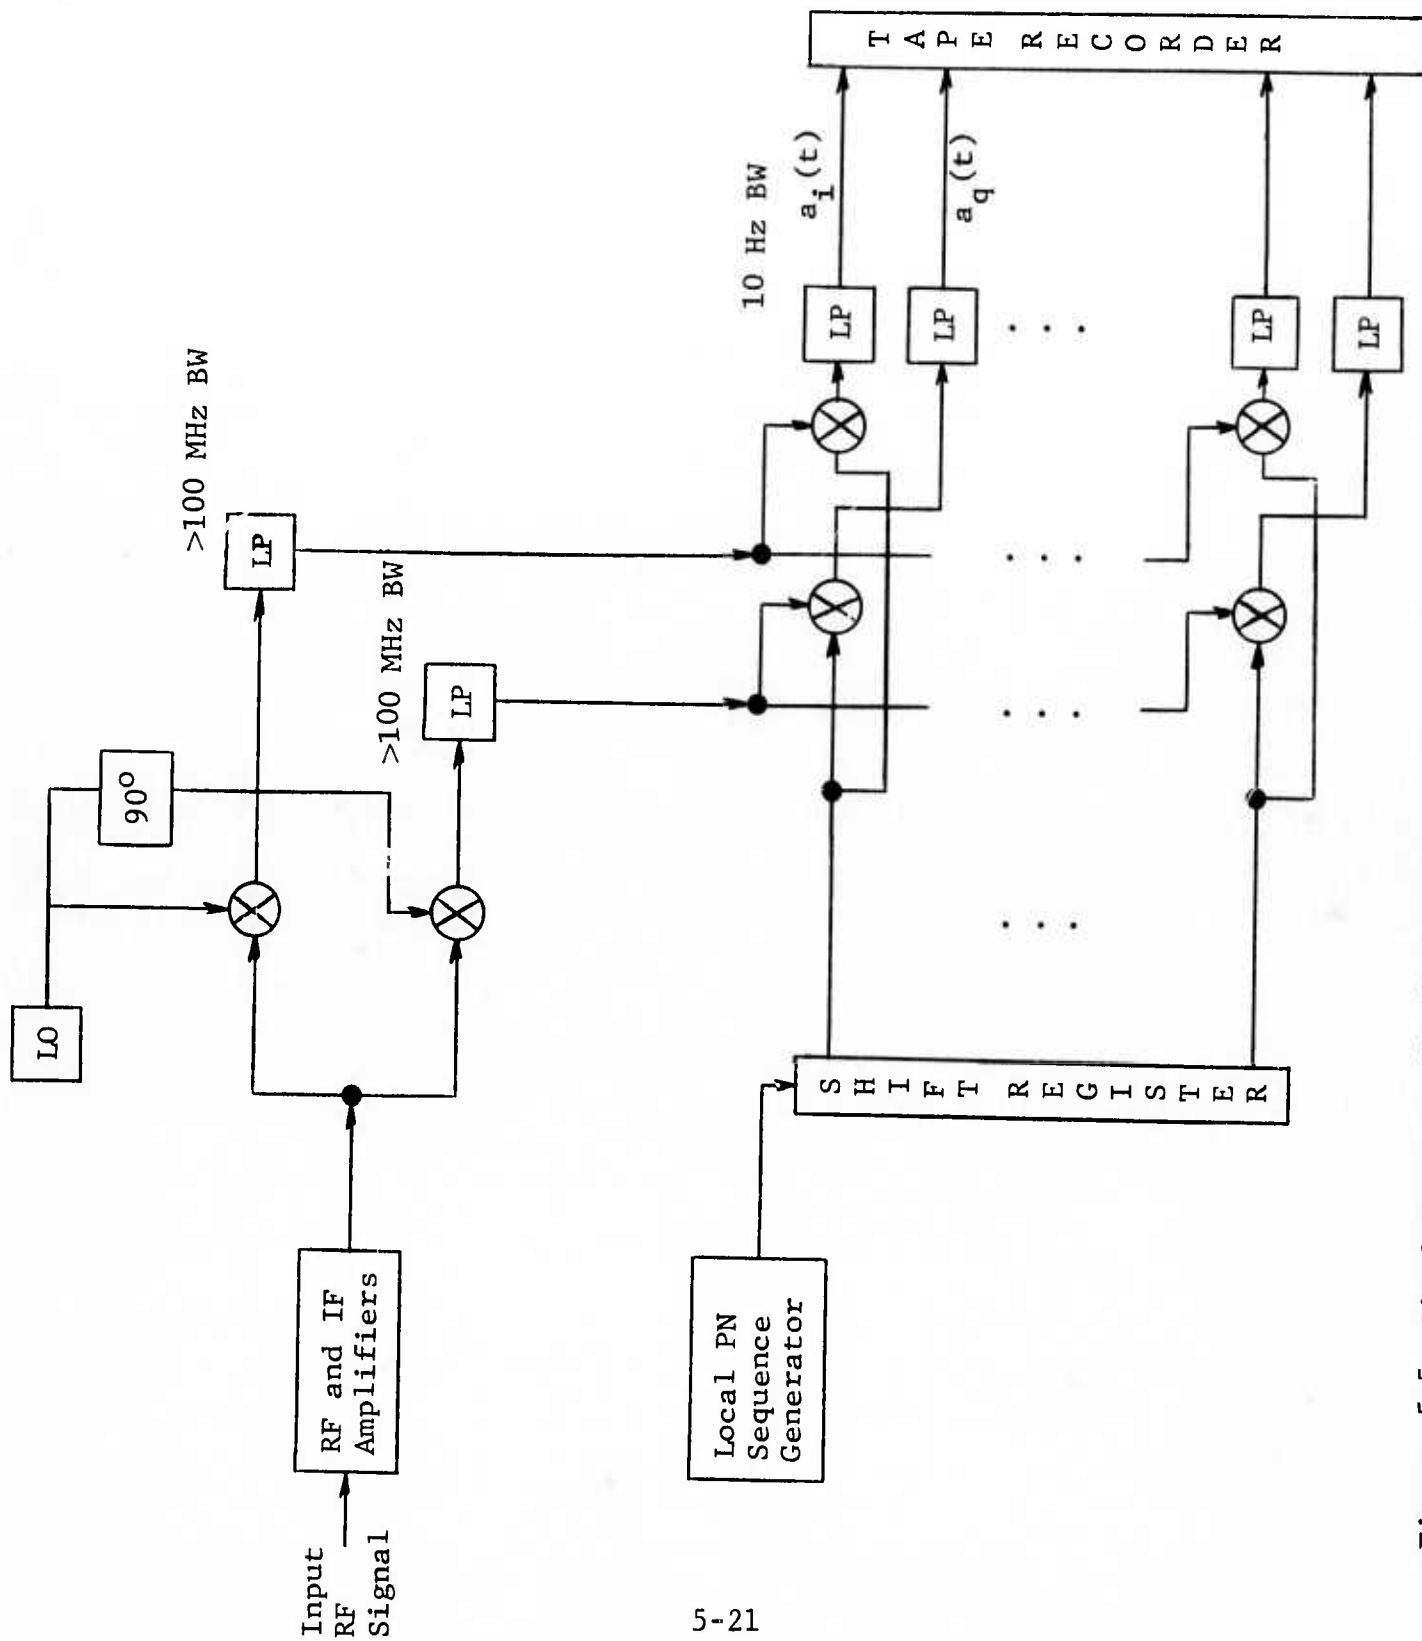 LO
90°
>100 MHz BW
LP
>100 MHz BW
LP
Input
RF
Signal
RF and IF
Amplifiers
Local PN
Sequence
Generator
SHIFT REGISTER
10 Hz BW
LP
a_i(t)
LP
a_q(t)
LP
LP
TAPE RECORDER
. . .
. . .
. . .
. . .
5-21